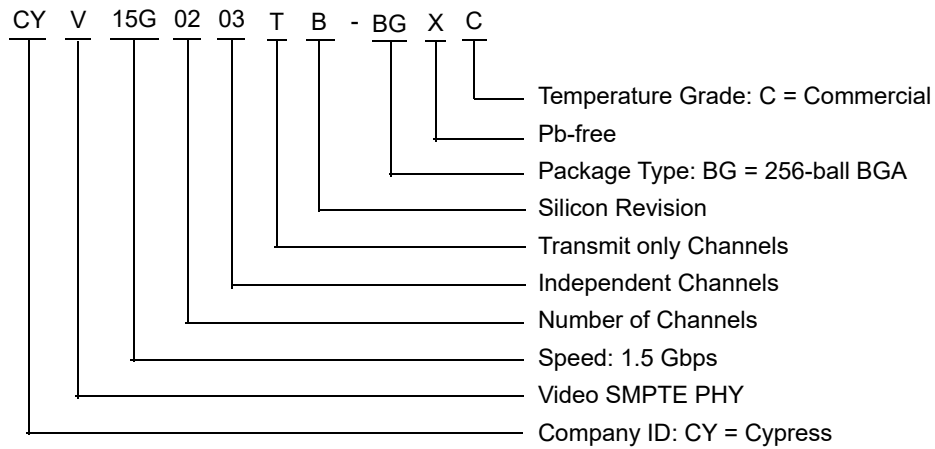 CY V 15G 02 03 T B - BG X C
Temperature Grade: C = Commercial
Pb-free
Package Type: BG = 256-ball BGA
Silicon Revision
Transmit only Channels
Independent Channels
Number of Channels
Speed: 1.5 Gbps
Video SMPTE PHY
Company ID: CY = Cypress